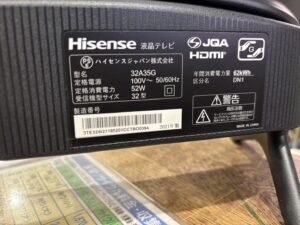 Hisense 液晶テレビ
PS E ハイセンスジャパン株式会社
JQA
HDMI
型名 32A35G
定格電源 100V～ 50/60Hz
定格消費電力 52W
受信機型サイズ 32型
年間消費電力量 62kWh
区分名 DN1
製造番号
2021年製
警告
MADE IN CHINA